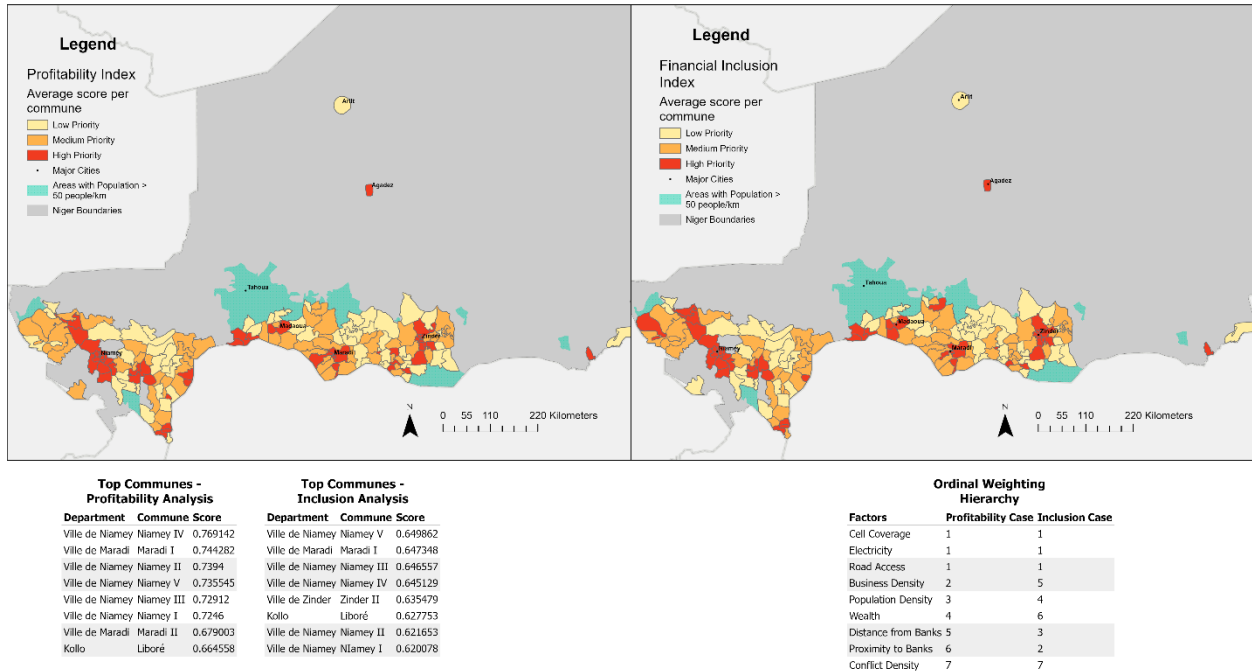 Legend
Profitability Index
Average score per
commune
Low Priority
Medium Priority
High Priority
Major Cities
Areas with Population >
50 people/km
Niger Boundaries
Arlit
Agadez
Tahoua
Madaoua
Zinder
Niamey
Maradi
N
0 55 110 220 Kilometers
Legend
Financial Inclusion
Index
Average score per
commune
Low Priority
Medium Priority
High Priority
Major Cities
Areas with Population >
50 people/km
Niger Boundaries
Arlit
Agadez
Tahoua
Madaoua
Zinder
Niamey
Maradi
N
0 55 110 220 Kilometers
Top Communes -
Profitability Analysis
Department Commune Score
Ville de Niamey Niamey IV 0.769142
Ville de Maradi Maradi I 0.744282
Ville de Niamey Niamey II 0.7394
Ville de Niamey Niamey V 0.735545
Ville de Niamey Niamey III 0.72912
Ville de Niamey Niamey I 0.7246
Ville de Maradi Maradi II 0.679003
Kollo Liboré 0.664558
Top Communes -
Inclusion Analysis
Department Commune Score
Ville de Niamey Niamey V 0.649862
Ville de Maradi Maradi I 0.647348
Ville de Niamey Niamey III 0.646557
Ville de Niamey Niamey IV 0.645129
Ville de Zinder Zinder II 0.635479
Kollo Liboré 0.627753
Ville de Niamey Niamey II 0.621653
Ville de Niamey NIamey I 0.620078
Ordinal Weighting
Hierarchy
Factors Profitability Case Inclusion Case
Cell Coverage 1 1
Electricity 1 1
Road Access 1 1
Business Density 2 5
Population Density 3 4
Wealth 4 6
Distance from Banks 5 3
Proximity to Banks 6 2
Conflict Density 7 7